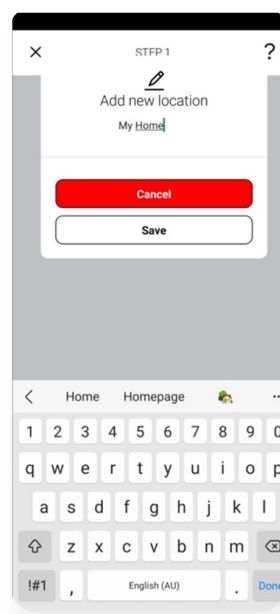 STEP 1
?
Add new location
My Home
Cancel
Save
Home Homepage
1 2 3 4 5 6 7 8 9 0
q w e r t y u i o p
a s d f g h j k l
z x c v b n m
!#1 , English (AU) . Done